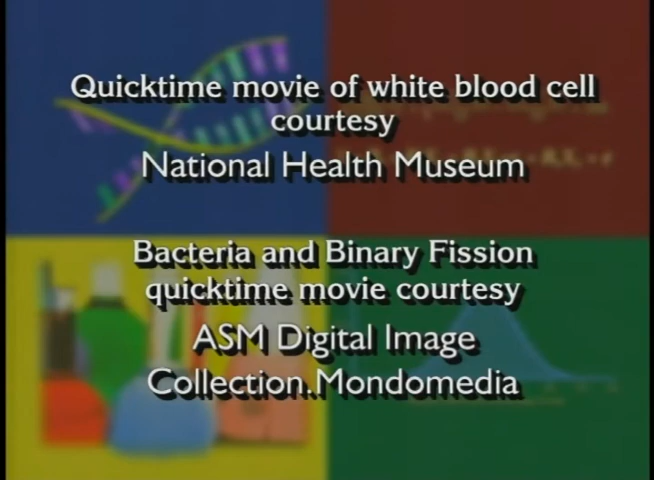 Quicktime movie of white blood cell
courtesy
National Health Museum
Bacteria and Binary Fission
quicktime movie courtesy
ASM Digital Image
Collection.Mondomedia